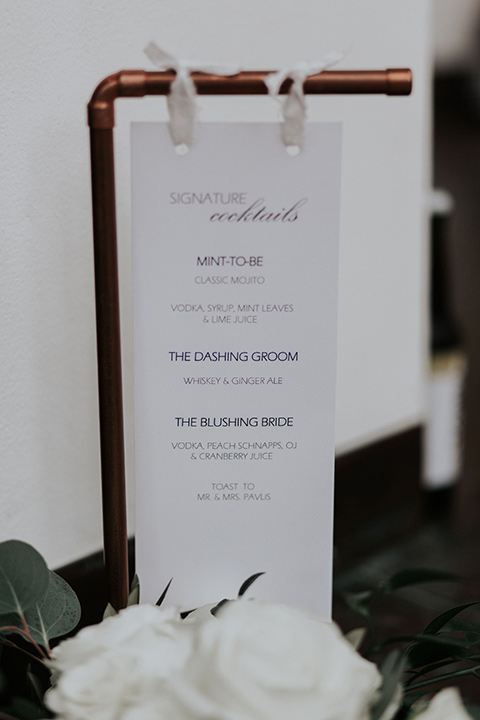 SIGNATURE
cocktails
MINT-TO-BE
CLASSIC MOJITO
VODKA, SYRUP, MINT LEAVES
& LIME JUICE
THE DASHING GROOM
WHISKEY & GINGER ALE
THE BLUSHING BRIDE
VODKA, PEACH SCHNAPPS, OJ
& CRANBERRY JUICE
TOAST TO
MR. & MRS. PAVLIS